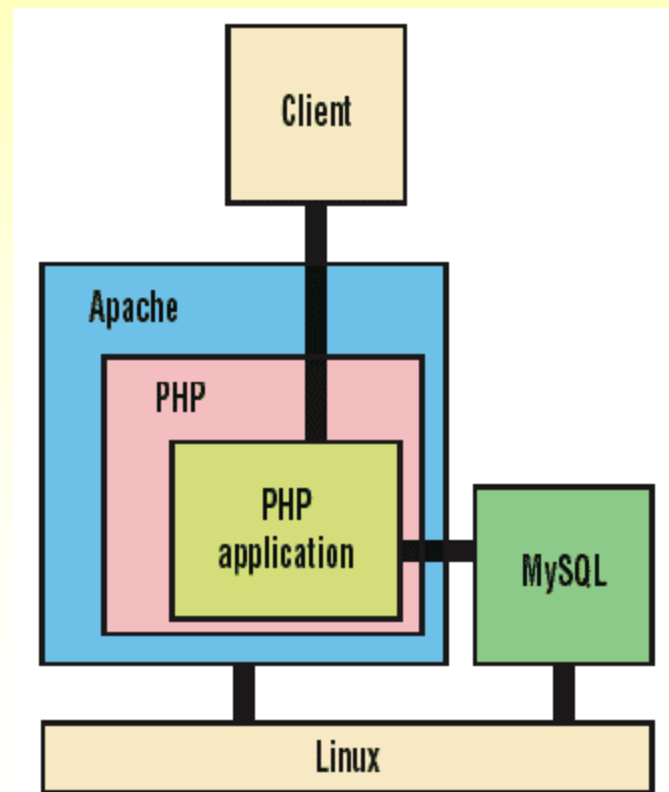 Client
Apache
PHP
PHP
application
MySQL
Linux